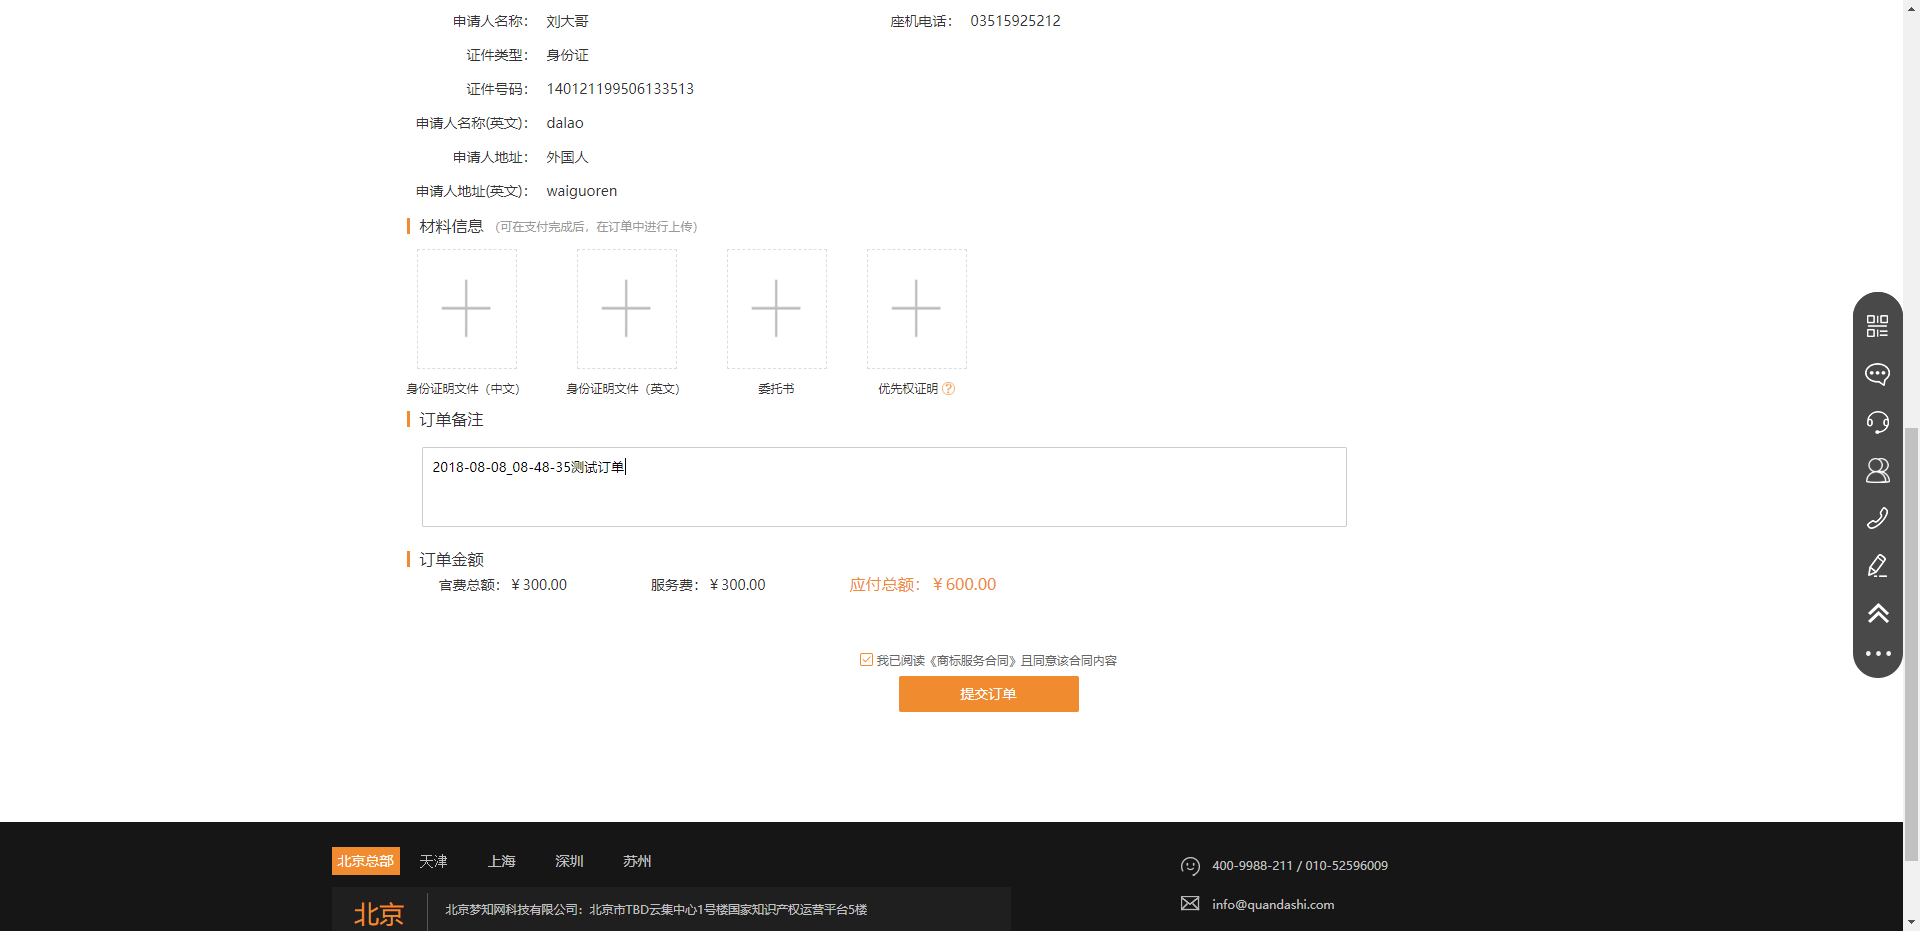 申请人名称： 刘大哥 座机电话： 03515925212
证件类型： 身份证
证件号码： 140121199506133513
申请人名称(英文)： dalao
申请人地址： 外国人
申请人地址(英文)： waiguoren
材料信息 (可在支付完成后，在订单中进行上传)
身份证明文件（中文） 身份证明文件（英文） 委托书 优先权证明 ?
订单备注
2018-08-08_08-48-35测试订单
订单金额
官费总额：￥300.00 服务费：￥300.00 应付总额：￥600.00
我已阅读《商标服务合同》且同意该合同内容
提交订单
北京总部 天津 上海 深圳 苏州
400-9988-211 / 010-52596009
北京 北京梦知网科技有限公司：北京市TBD云集中心1号楼国家知识产权运营平台5楼
info@quandashi.com